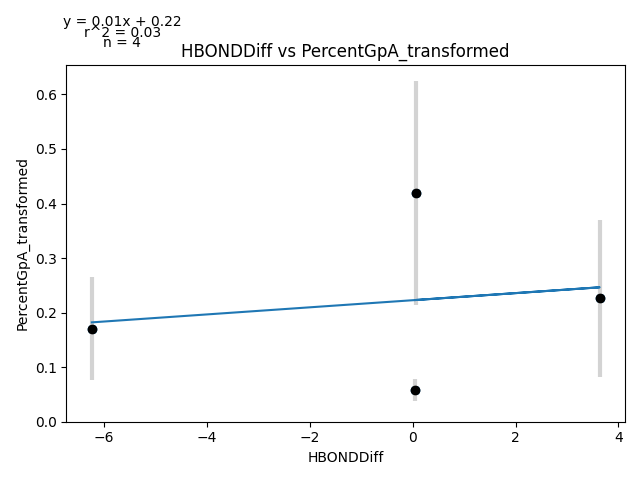 y = 0.01x + 0.22
r^2 = 0.03
n = 4
HBONDDiff vs PercentGpA_transformed
PercentGpA_transformed
0.6
0.5
0.4
0.3
0.2
0.1
0.0
−6
−4
−2
0
2
4
HBONDDiff